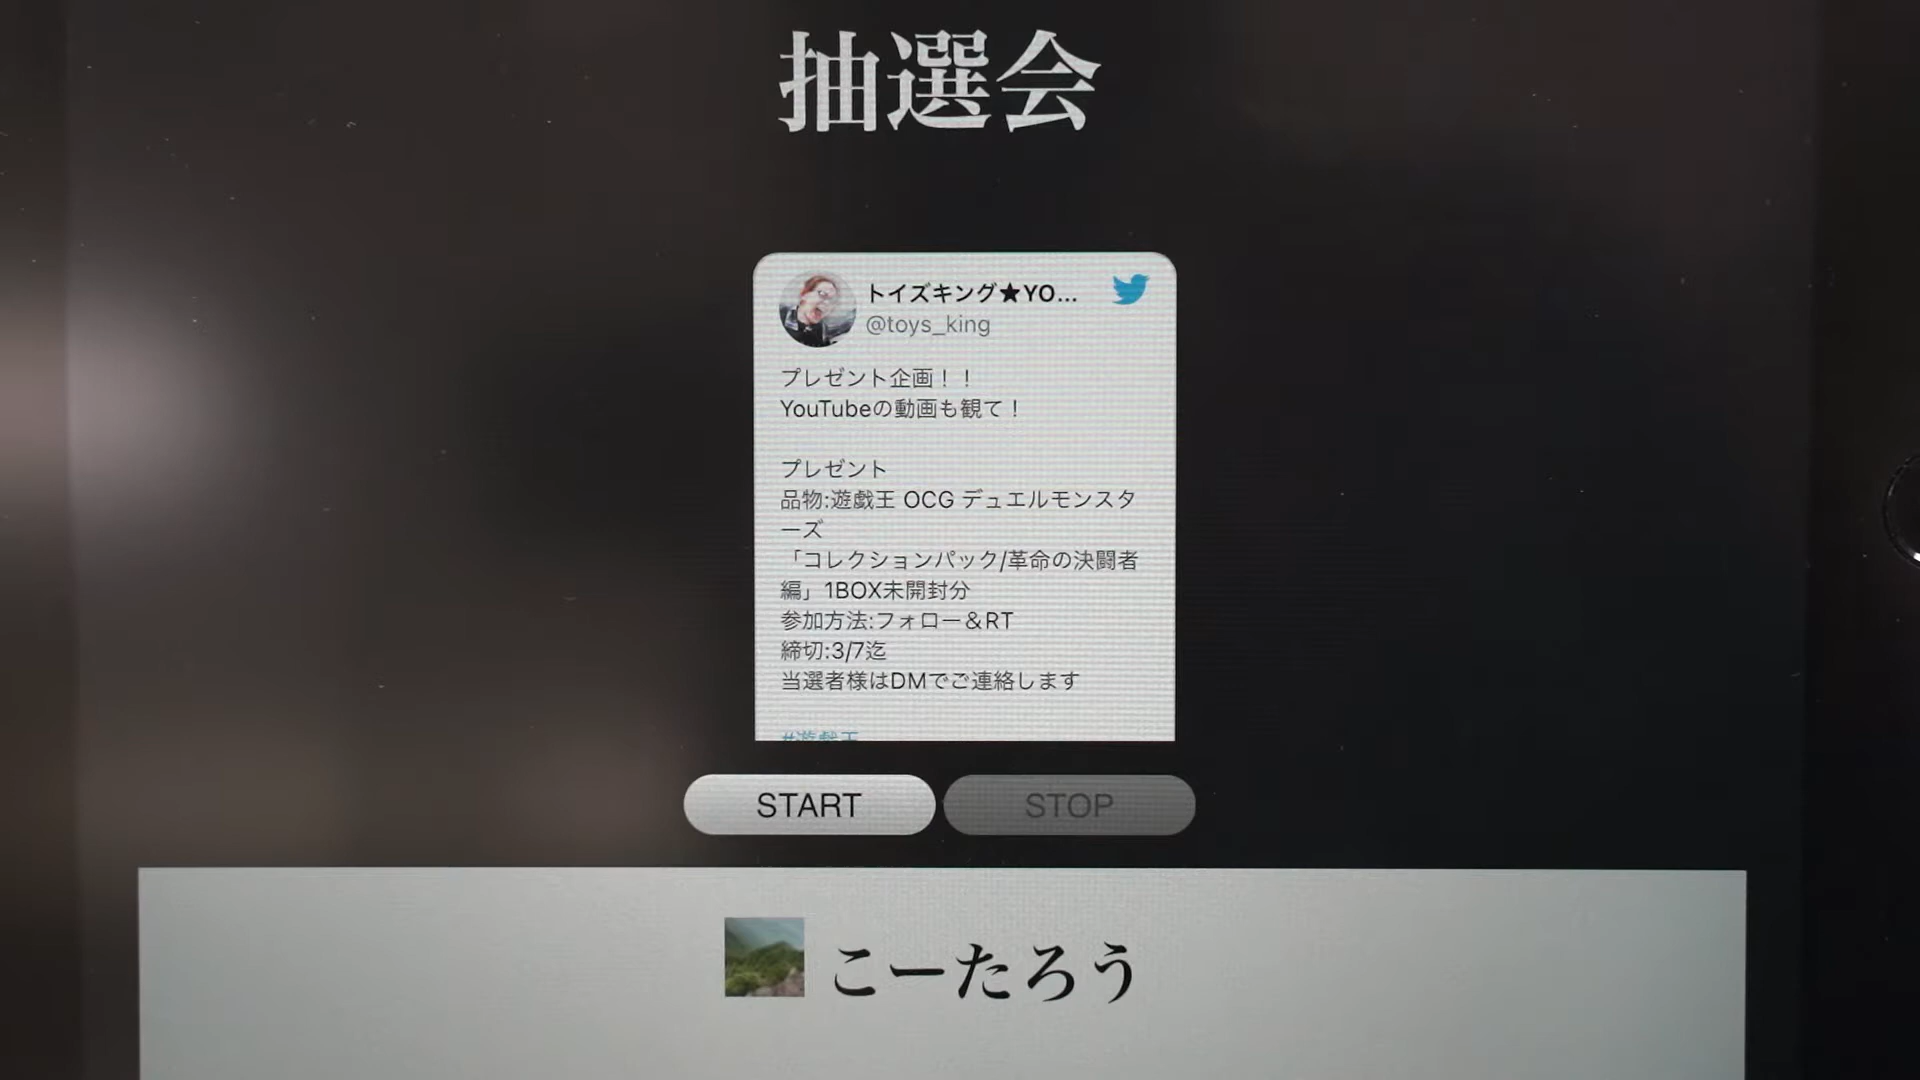 抽選会
トイズキング★YO...
@toys_king
プレゼント企画！！
YouTubeの動画も観て！
プレゼント
品物:遊戯王 OCG デュエルモンスタ
ーズ
「コレクションパック/革命の決闘者
編」1BOX未開封分
参加方法:フォロー＆RT
締切:3/7迄
当選者様はDMでご連絡します
#遊戯王
START
STOP
こーたろう